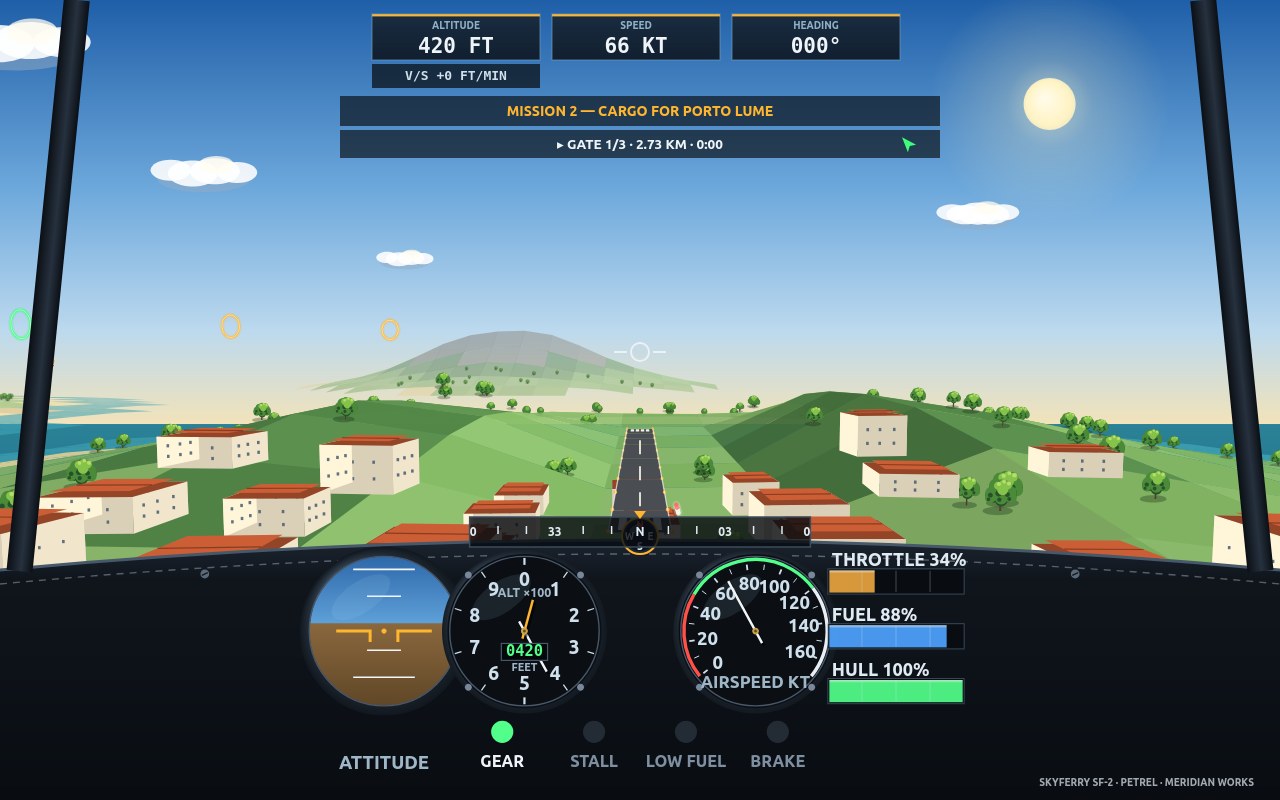 ALTITUDE
420 FT
SPEED
66 KT
HEADING
000°
V/S +0 FT/MIN
MISSION 2 — CARGO FOR PORTO LUME
▸ GATE 1/3 · 2.73 KM · 0:00
0 33 N 03 0
S
0 1 2 3 4 5 6 7 8 9
ALT ×100
0420
FEET
0 20 40 60 80 100 120 140 160
AIRSPEED KT
THROTTLE 34%
FUEL 88%
HULL 100%
ATTITUDE
GEAR
STALL
LOW FUEL
BRAKE
SKYFERRY SF-2 · PETREL · MERIDIAN WORKS